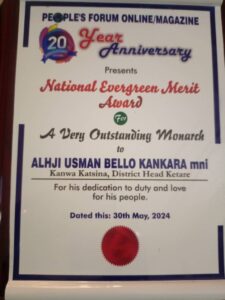 PEOPLE'S FORUM ONLINE/MAGAZINE
20 Year
Anniversary
Presents
National Evergreen Merit
Award
For
A Very Outstanding Monarch
to
ALHJI USMAN BELLO KANKARA mni
Kanwa Katsina, District Head Ketare
For his dedication to duty and love
for his people.
Dated this: 30th May, 2024